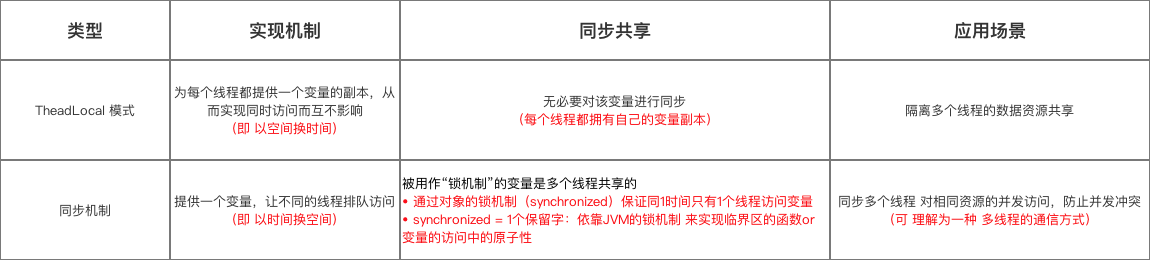 类型
实现机制
同步共享
应用场景
TheadLocal 模式
为每个线程都提供一个变量的副本，从
而实现同时访问而互不影响
（即 以空间换时间）
无必要对该变量进行同步
（每个线程都拥有自己的变量副本）
隔离多个线程的数据资源共享
同步机制
提供一个变量，让不同的线程排队访问
（即 以时间换空间）
被用作“锁机制”的变量是多个线程共享的
• 通过对象的锁机制（synchronized）保证同1时间只有1个线程访问变量
• synchronized = 1个保留字：依靠JVM的锁机制 来实现临界区的函数or
变量的访问中的原子性
同步多个线程 对相同资源的并发访问，防止并发冲突
（可 理解为一种 多线程的通信方式）